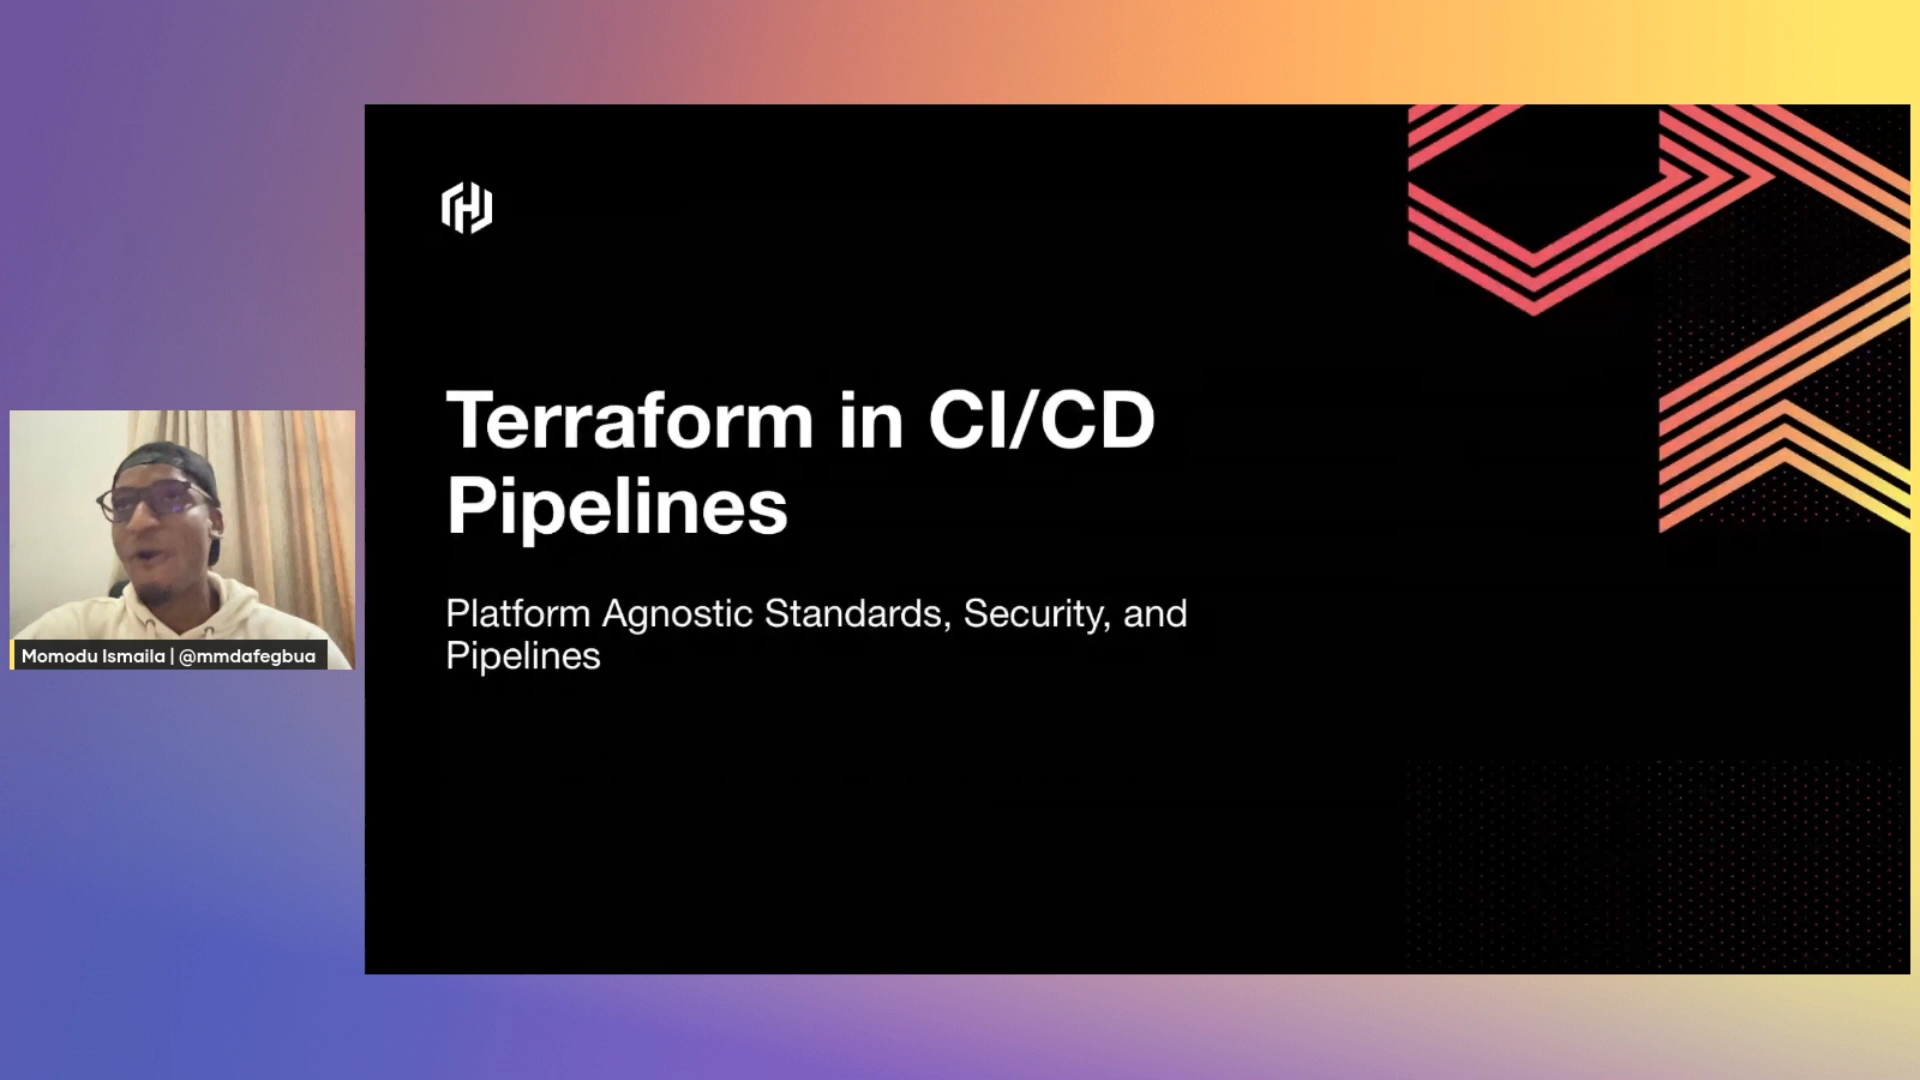 Terraform in CI/CD
Pipelines
Platform Agnostic Standards, Security, and
Pipelines
Momodu Ismaila | @mmdafegbua